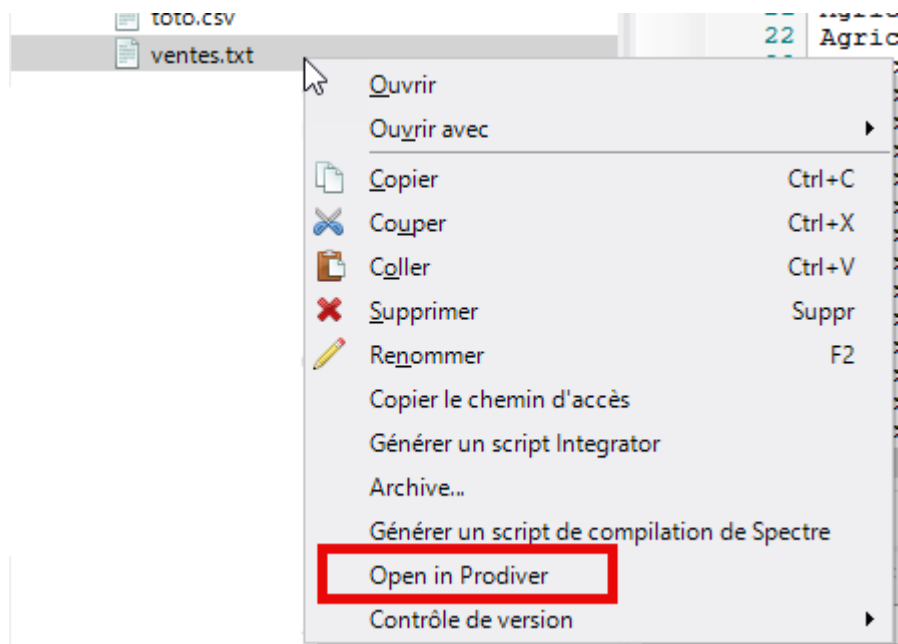 toto.csv
ventes.txt
22 Agric
Ouvrir
Ouvrir avec
Copier Ctrl+C
Couper Ctrl+X
Coller Ctrl+V
Supprimer Suppr
Renommer F2
Copier le chemin d'accès
Générer un script Integrator
Archive...
Générer un script de compilation de Spectre
Open in Prodiver
Contrôle de version